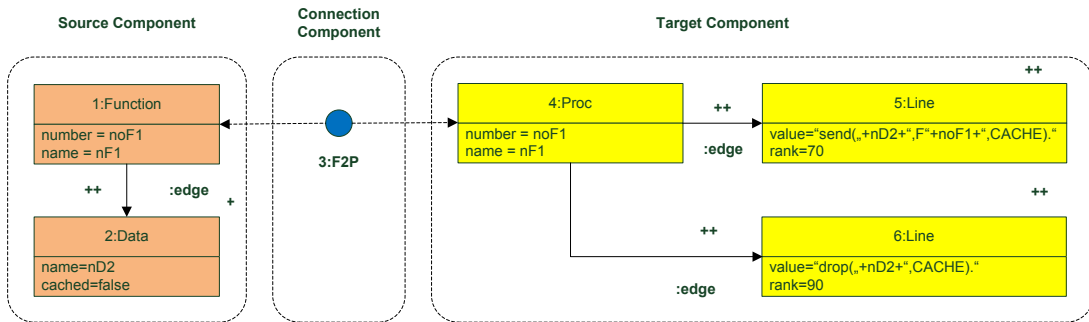 Source Component
Connection
Component
Target Component
1:Function
number = noF1
name = nF1
++
:edge
+
2:Data
name=nD2
cached=false
3:F2P
4:Proc
number = noF1
name = nF1
++
:edge
++
5:Line
value=“send(„+nD2+“,F“+noF1+“,CACHE).“
rank=70
++
:edge
++
6:Line
value=“drop(„+nD2+“,CACHE).“
rank=90